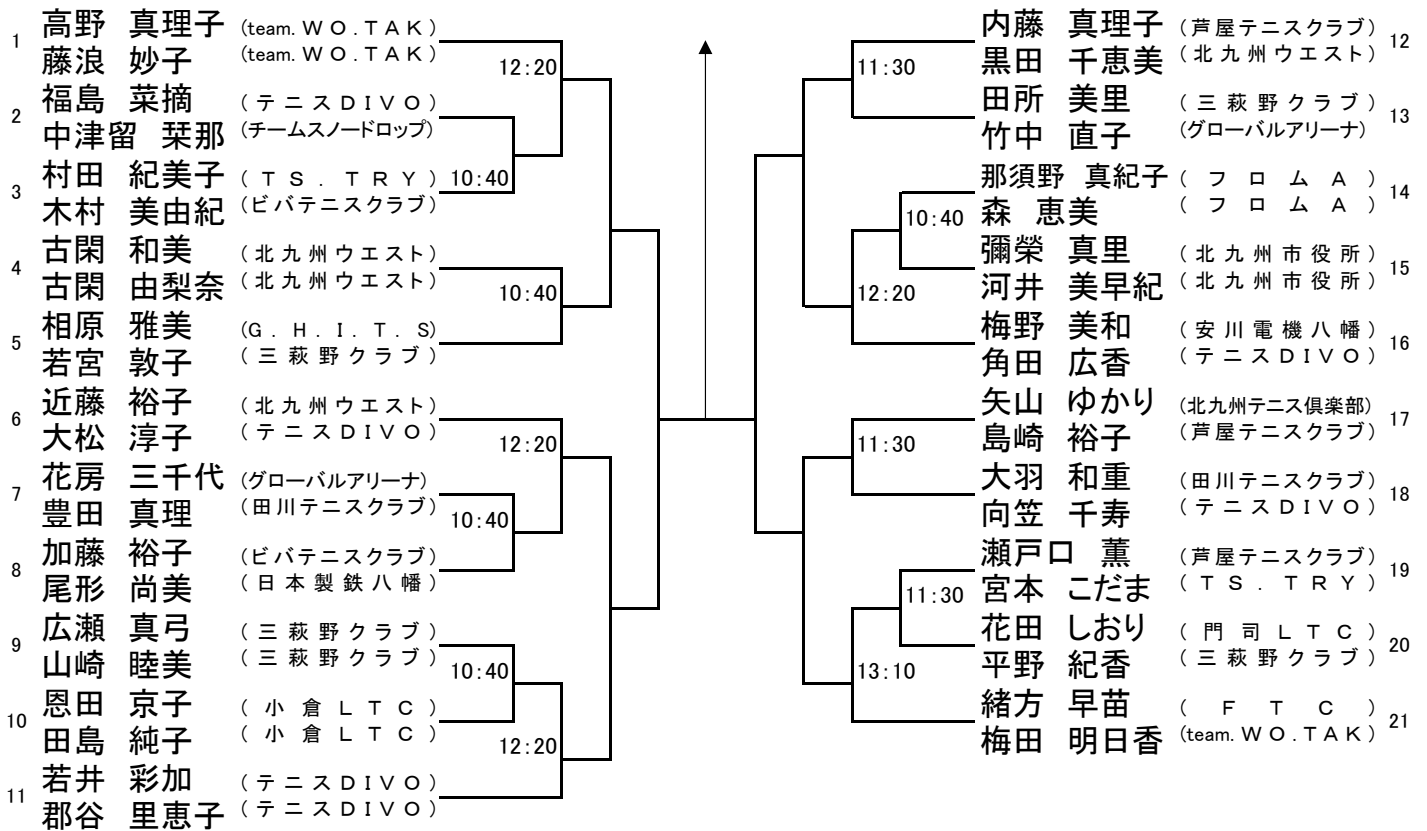 1 高野 真理子 (team.ＷＯ.TAK)
藤浪 妙子 (team.ＷＯ.TAK)
12:20
2 福島 菜摘 (テニスＤＩＶＯ)
中津留 栞那 (チームスノードロップ)
10:40
3 村田 紀美子 (ＴＳ.ＴＲＹ)
木村 美由紀 (ビバテニスクラブ)
4 古閑 和美 (北九州ウエスト)
古閑 由梨奈 (北九州ウエスト)
10:40
5 相原 雅美 (G.H.I.T.S)
若宮 敦子 (三萩野クラブ)
6 近藤 裕子 (北九州ウエスト)
大松 淳子 (テニスＤＩＶＯ)
12:20
7 花房 三千代 (グローバルアリーナ)
豊田 真理 (田川テニスクラブ)
10:40
8 加藤 裕子 (ビバテニスクラブ)
尾形 尚美 (日本製鉄八幡)
9 広瀬 真弓 (三萩野クラブ)
山崎 睦美 (三萩野クラブ)
10:40
10 恩田 京子 (小倉ＬＴＣ)
田島 純子 (小倉ＬＴＣ)
12:20
11 若井 彩加 (テニスＤＩＶＯ)
郡谷 里恵子 (テニスＤＩＶＯ)
内藤 真理子 (芦屋テニスクラブ) 12
黒田 千恵美 (北九州ウエスト)
11:30
田所 美里 (三萩野クラブ) 13
竹中 直子 (グローバルアリーナ)
那須野 真紀子 (フロムＡ) 14
森 恵美 (フロムＡ)
10:40
彌榮 真里 (北九州市役所) 15
河井 美早紀 (北九州市役所)
12:20
梅野 美和 (安川電機八幡) 16
角田 広香 (テニスＤＩＶＯ)
矢山 ゆかり (北九州テニス倶楽部) 17
島崎 裕子 (芦屋テニスクラブ)
11:30
大羽 和重 (田川テニスクラブ) 18
向笠 千寿 (テニスＤＩＶＯ)
瀬戸口 薫 (芦屋テニスクラブ) 19
宮本 こだま (ＴＳ.ＴＲＹ)
11:30
花田 しおり (門司ＬＴＣ) 20
平野 紀香 (三萩野クラブ)
13:10
緒方 早苗 (ＦＴＣ) 21
梅田 明日香 (team.ＷＯ.TAK)